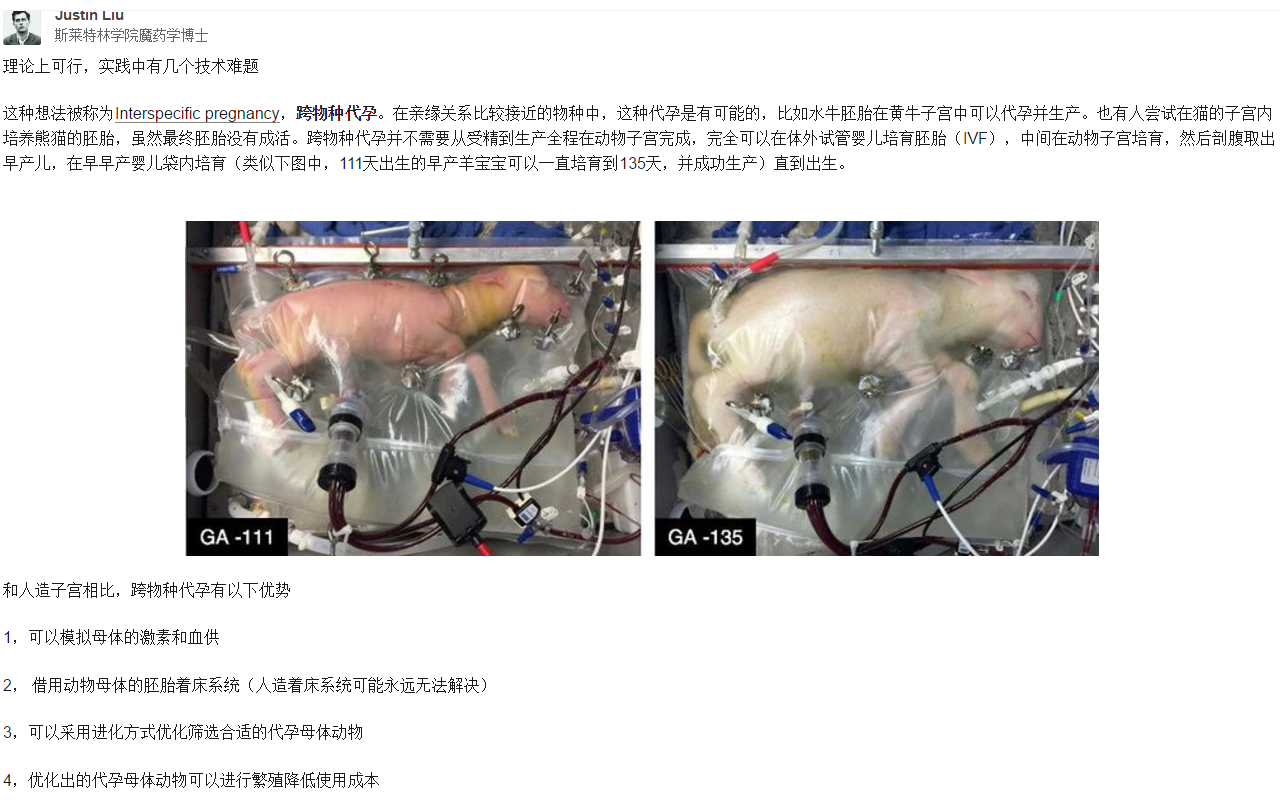 Justin Liu
斯莱特林学院魔药学博士
理论上可行，实践中有几个技术难题
这种想法被称为Interspecific pregnancy，跨物种代孕。在亲缘关系比较接近的物种中，这种代孕是有可能的，比如水牛胚胎在黄牛子宫中可以代孕并生产。也有人尝试在猫的子宫内
培养熊猫的胚胎，虽然最终胚胎没有成活。跨物种代孕并不需要从受精到生产全程在动物子宫完成，完全可以在体外试管婴儿培育胚胎（IVF），中间在动物子宫培育，然后剖腹取出
早产儿，在早早产婴儿袋内培育（类似下图中，111天出生的早产羊宝宝可以一直培育到135天，并成功生产）直到出生。
GA -111
GA -135
和人造子宫相比，跨物种代孕有以下优势
1，可以模拟母体的激素和血供
2， 借用动物母体的胚胎着床系统（人造着床系统可能永远无法解决）
3，可以采用进化方式优化筛选合适的代孕母体动物
4，优化出的代孕母体动物可以进行繁殖降低使用成本